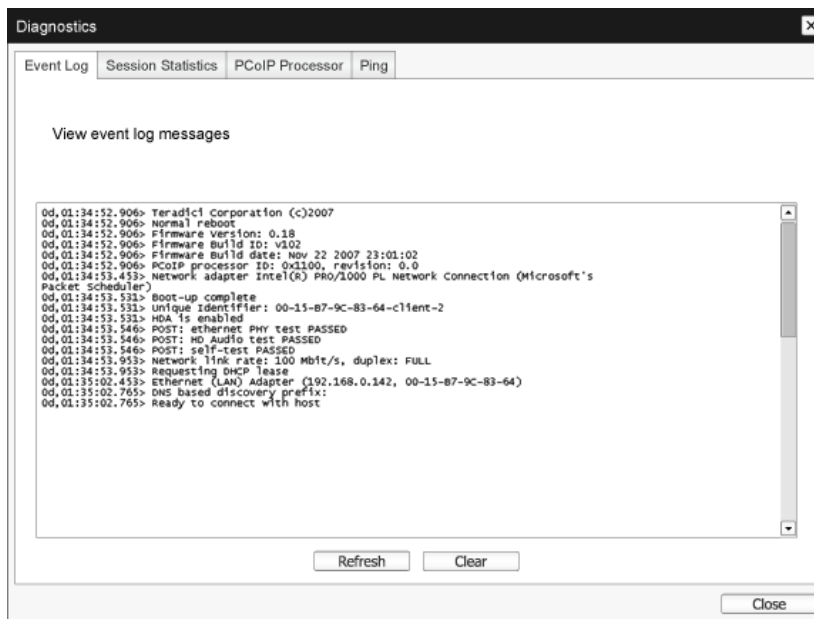 Diagnostics
Event Log Session Statistics PCoIP Processor Ping
View event log messages
0d,01:34:52.906> Teradici Corporation (c)2007
0d,01:34:52.906> Normal reboot
0d,01:34:52.906> Firmware Version: 0.18
0d,01:34:52.906> Firmware Build ID: v102
0d,01:34:52.906> Firmware Build date: Nov 22 2007 23:01:02
0d,01:34:52.906> PCoIP processor ID: 0x1100, revision: 0.0
0d,01:34:53.453> Network adapter Intel(R) PRO/1000 PL Network Connection (Microsoft's
Packet Scheduler)
0d,01:34:53.531> Boot-up complete
0d,01:34:53.531> Unique Identifier: 00-15-B7-9C-83-64-client-2
0d,01:34:53.531> HDA is enabled
0d,01:34:53.546> POST: ethernet PHY test PASSED
0d,01:34:53.546> POST: HD Audio test PASSED
0d,01:34:53.546> POST: self-test PASSED
0d,01:34:53.953> Network link rate: 100 Mbit/s, duplex: FULL
0d,01:34:53.953> Requesting DHCP lease
0d,01:35:02.453> Ethernet (LAN) Adapter (192.168.0.142, 00-15-B7-9C-83-64)
0d,01:35:02.765> DNS based discovery prefix:
0d,01:35:02.765> Ready to connect with host
Refresh Clear
Close